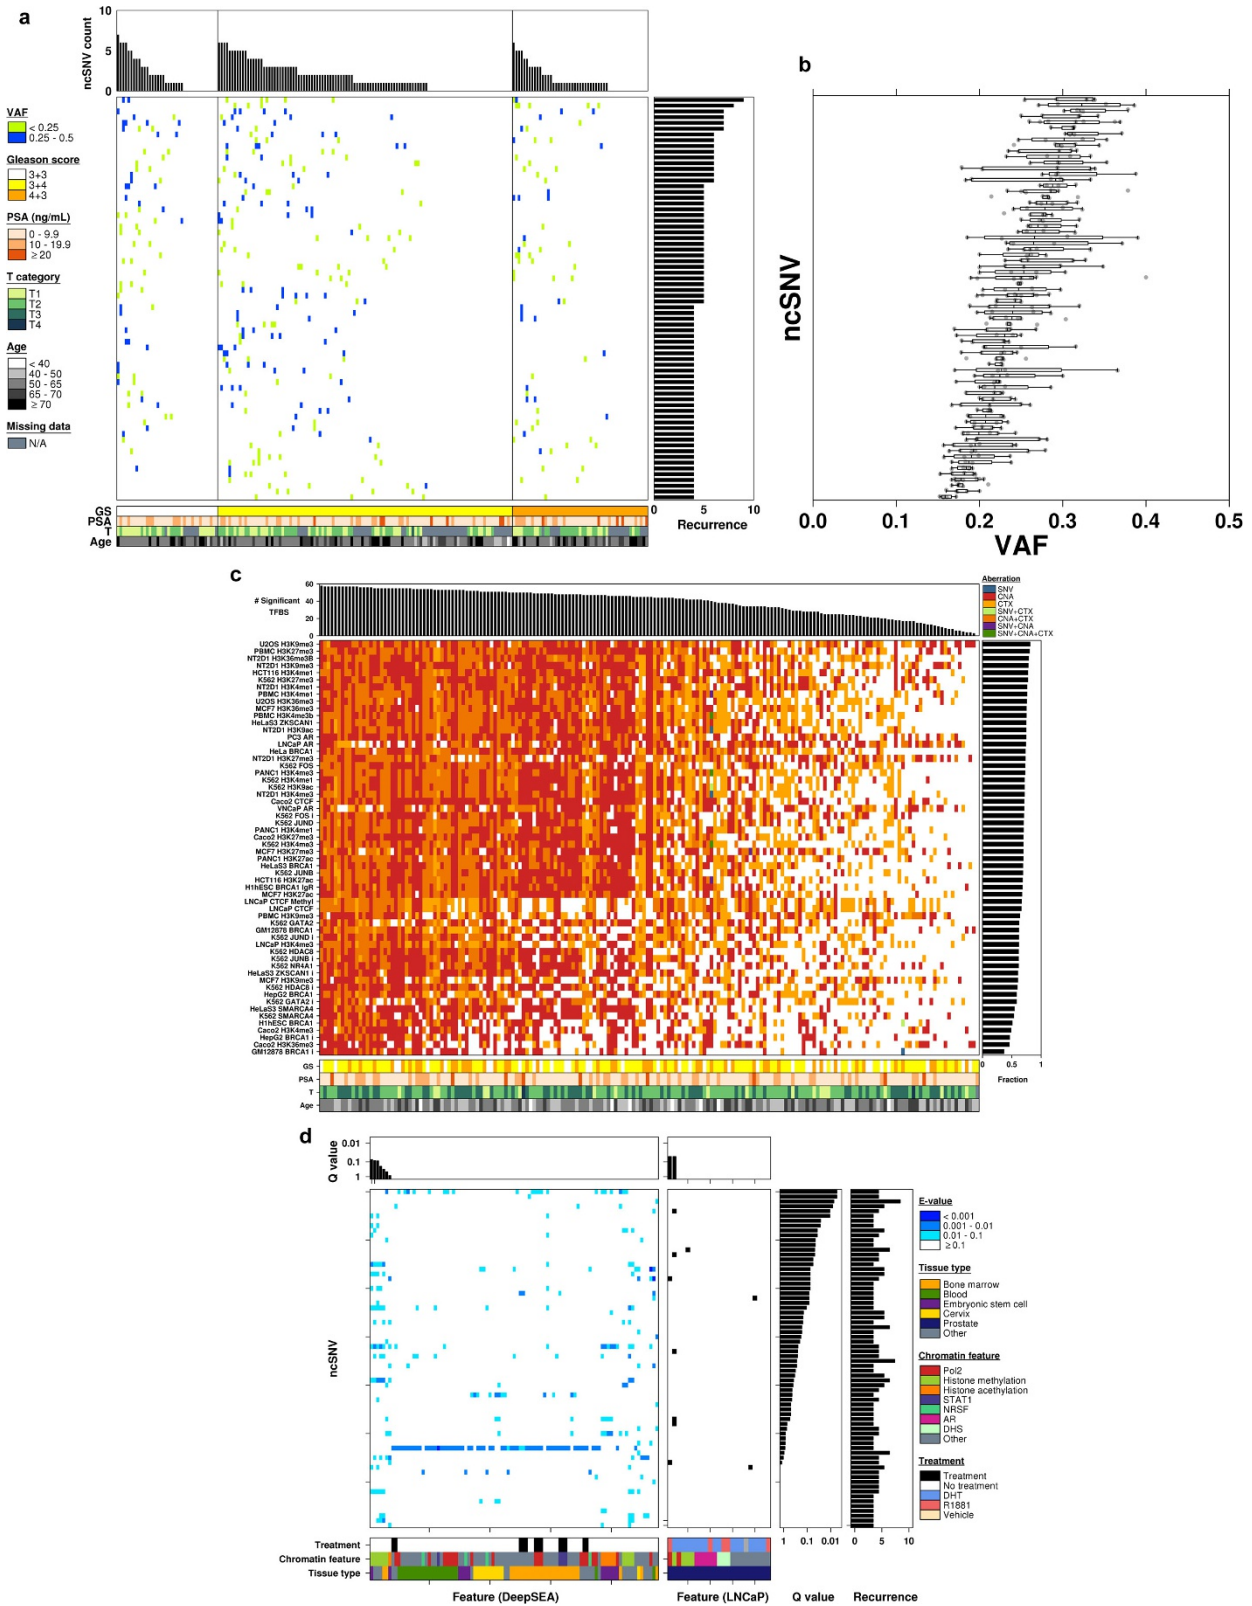 a
ncSNV count
10
5
0
VAF
< 0.25
0.25 - 0.5
Gleason score
3+3
3+4
4+3
PSA (ng/mL)
0 - 9.9
10 - 19.9
≥ 20
T category
T1
T2
T3
T4
Age
< 40
40 - 50
50 - 65
65 - 70
≥ 70
Missing data
N/A
GS
PSA
T
Age
0 5 10
Recurrence
b
ncSNV
0.0 0.1 0.2 0.3 0.4 0.5
VAF
c
# Significant
TFBS
60
40
20
0
Aberration
SNV
CNA
CTX
SNV+CTX
CNA+CTX
SNV+CNA
SNV+CNA+CTX
U2OS H3K9me3
PBMC H3K27me3
NT2D1 H3K36me3B
NT2D1 H3K9me3
HCT116 H3K4me1
K562 H3K27me3
NT2D1 H3K4me1
PBMC H3K4me1
U2OS H3K36me3
MCF7 H3K36me3
PBMC H3K4me3b
HeLaS3 ZKSCAN1
NT2D1 H3K9ac
PC3 AR
LNCaP AR
HeLa BRCA1
NT2D1 H3K27me3
K562 FOS
PANC1 H3K4me3
K562 H3K4me1
K562 H3K9ac
NT2D1 H3K4me3
Caco2 CTCF
VNCaP AR
K562 FOS i
K562 JUND
PANC1 H3K4me1
Caco2 H3K27me3
K562 H3K4me3
MCF7 H3K27me3
PANC1 H3K27ac
HeLaS3 BRCA1
K562 JUNB
HCT116 H3K27ac
H1hESC BRCA1 IgR
MCF7 H3K27ac
LNCaP CTCF Methyl
LNCaP CTCF
PBMC H3K9me3
K562 GATA2
GM12878 BRCA1
K562 JUND i
LNCaP H3K4me3
K562 HDAC8
K562 JUNB i
K562 NR4A1
HeLaS3 ZKSCAN1 i
MCF7 H3K9me3
K562 HDAC8 i
HepG2 BRCA1
K562 GATA2 i
HeLaS3 SMARCA4
K562 SMARCA4
H1hESC BRCA1
Caco2 H3K4me3
HepG2 BRCA1 i
Caco2 H3K36me3
GM12878 BRCA1 i
GS
PSA
T
Age
0 0.5 1
Fraction
d
Q value
0.01
0.1
1
ncSNV
E-value
< 0.001
0.001 - 0.01
0.01 - 0.1
≥ 0.1
Tissue type
Bone marrow
Blood
Embryonic stem cell
Cervix
Prostate
Other
Chromatin feature
Pol2
Histone methylation
Histone acethylation
STAT1
NRSF
AR
DHS
Other
Treatment
Treatment
No treatment
DHT
R1881
Vehicle
Treatment
Chromatin feature
Tissue type
1 0.1 0.01
0 5 10
Feature (DeepSEA)
Feature (LNCaP)
Q value
Recurrence